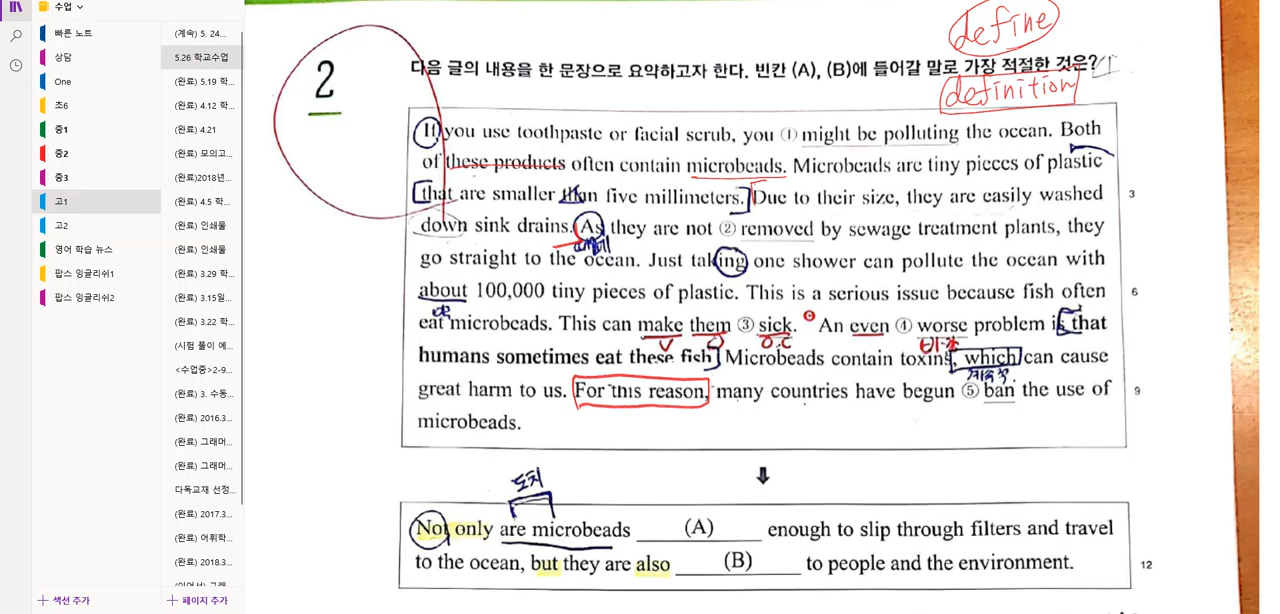 수업
빠른 노트
상담
One
초6
중1
중2
중3
고1
고2
영어 학습 뉴스
팝스 잉글리쉬1
팝스 잉글리쉬2
섹션 추가
(계속) 5. 24...
5.26 학교수업
(완료) 5.19 학...
(완료) 4.12 학...
(완료) 4.21
(완료) 모의고...
(완료)2018년...
(완료) 4.5 학...
(완료) 인쇄물
(완료) 인쇄물
(완료) 3.29 학...
(완료) 3.15일...
(완료) 3.22 학...
(시험 풀이 예...
<수업중>2-9...
(완료) 3. 수동...
(완료) 2016.3...
(완료) 그래머...
(완료) 그래머...
다독교재 선정...
(완료) 2017.3...
(완료) 어휘학...
(완료) 2018.3...
페이지 추가
define
2
다음 글의 내용을 한 문장으로 요약하고자 한다. 빈칸 (A), (B)에 들어갈 말로 가장 적절한 것은?
definition
If you use toothpaste or facial scrub, you ① might be polluting the ocean. Both
of these products often contain microbeads. Microbeads are tiny pieces of plastic
that are smaller than five millimeters. Due to their size, they are easily washed 3
down sink drains. As they are not ② removed by sewage treatment plants, they
go straight to the ocean. Just taking one shower can pollute the ocean with
about 100,000 tiny pieces of plastic. This is a serious issue because fish often 6
eat microbeads. This can make them ③ sick. An even ④ worse problem is that
V O O.C
humans sometimes eat these fish. Microbeads contain toxins, which can cause
great harm to us. For this reason, many countries have begun ⑤ ban the use of 9
microbeads.
도치
Not only are microbeads (A) enough to slip through filters and travel
to the ocean, but they are also (B) to people and the environment. 12